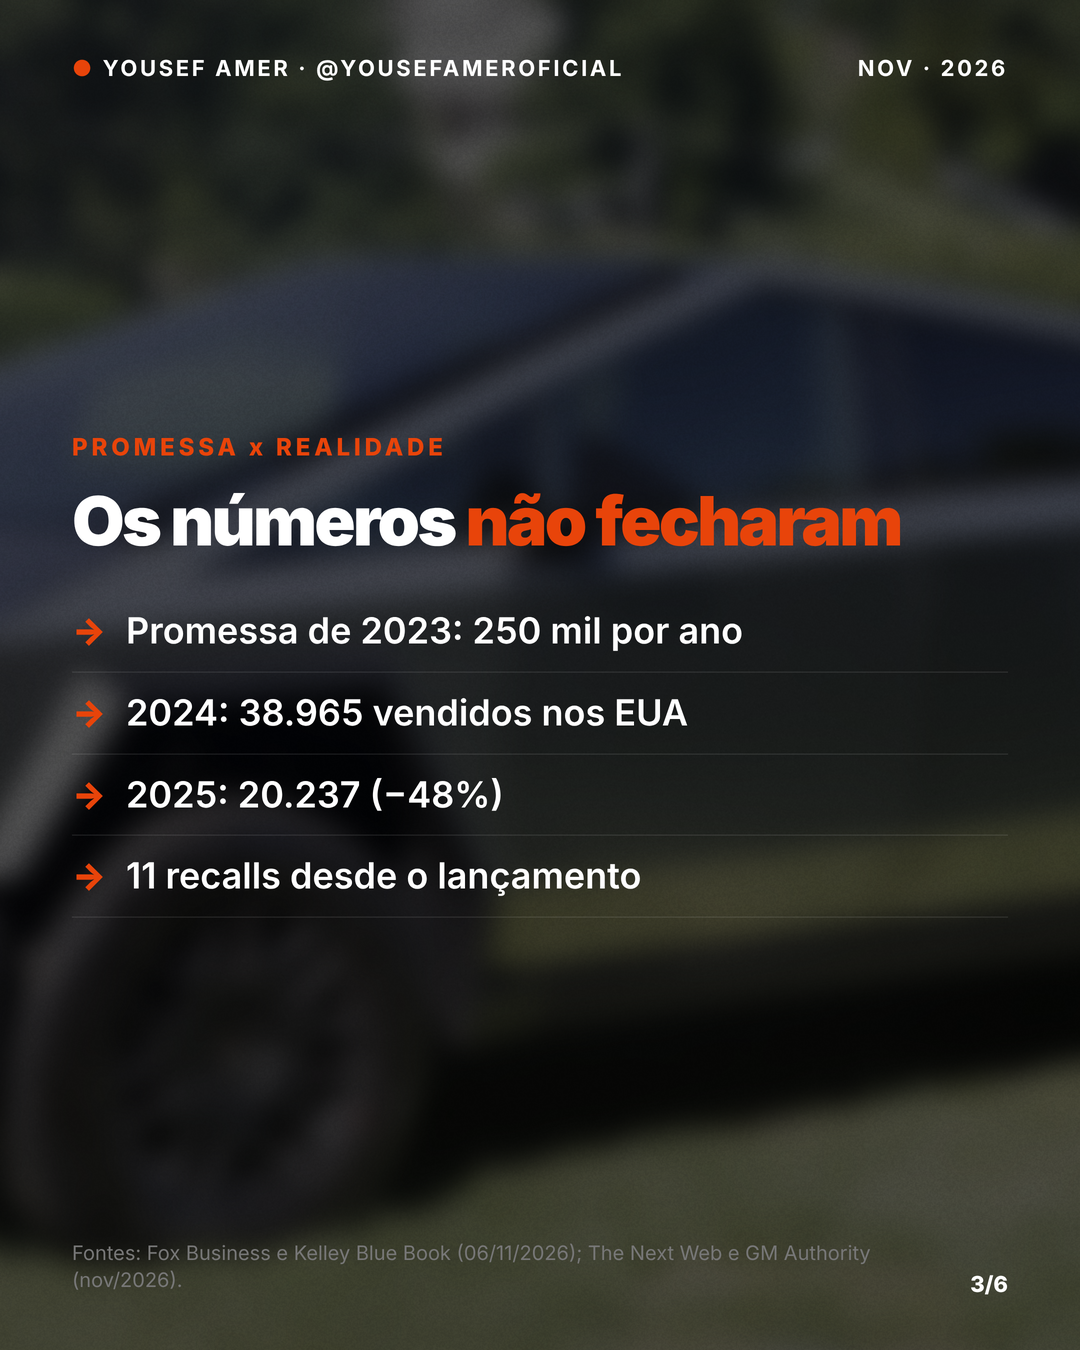 YOUSEF AMER · @YOUSEFAMEROFICIAL
NOV · 2026
PROMESSA x REALIDADE
Os números não fecharam
→ Promessa de 2023: 250 mil por ano
→ 2024: 38.965 vendidos nos EUA
→ 2025: 20.237 (−48%)
→ 11 recalls desde o lançamento
Fontes: Fox Business e Kelley Blue Book (06/11/2026); The Next Web e GM Authority
(nov/2026).
3/6